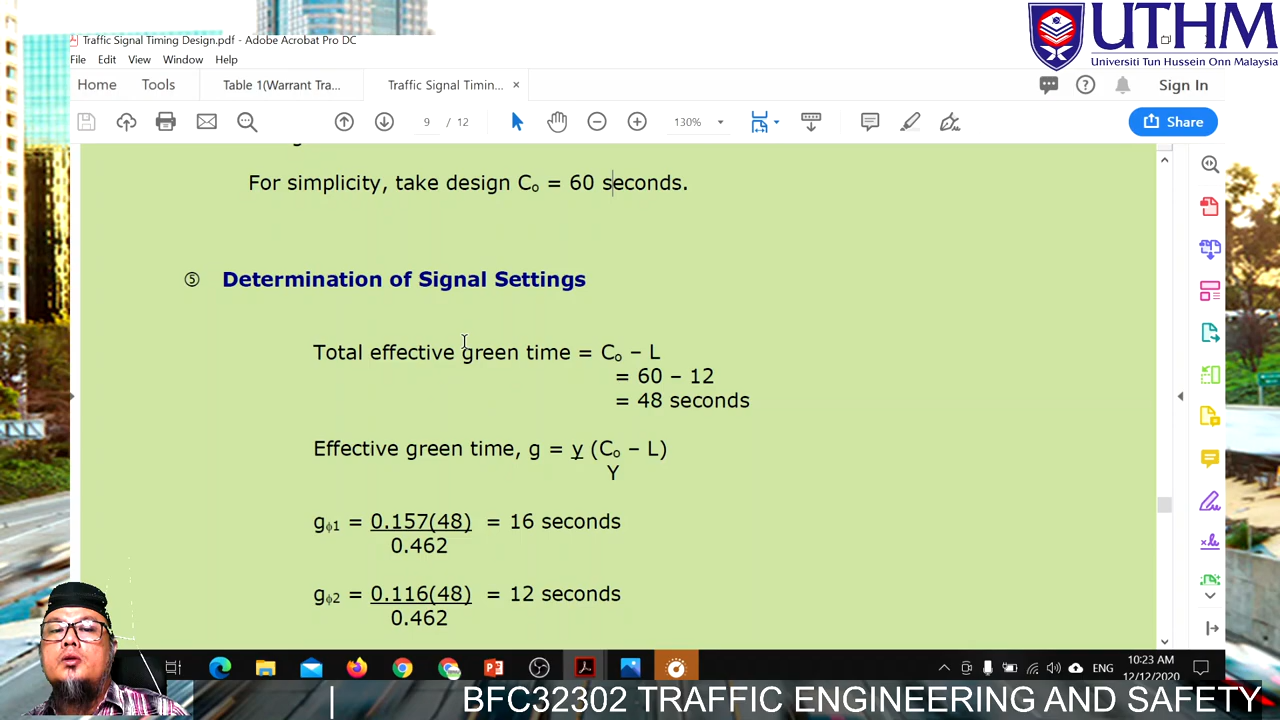 UTHM
Universiti Tun Hussein Onn Malaysia
Traffic Signal Timing Design.pdf - Adobe Acrobat Pro DC
File Edit View Window Help
Home Tools Table 1(Warrant Tra... Traffic Signal Timin... × Sign In
9 / 12 130% Share
For simplicity, take design Co = 60 seconds.
⑤ Determination of Signal Settings
Total effective green time = Co – L
= 60 – 12
= 48 seconds
Effective green time, g = y (Co – L)
Y
gϕ1 = 0.157(48) = 16 seconds
0.462
gϕ2 = 0.116(48) = 12 seconds
0.462
ENG
10:23 AM
12/12/2020
BFC32302 TRAFFIC ENGINEERING AND SAFETY